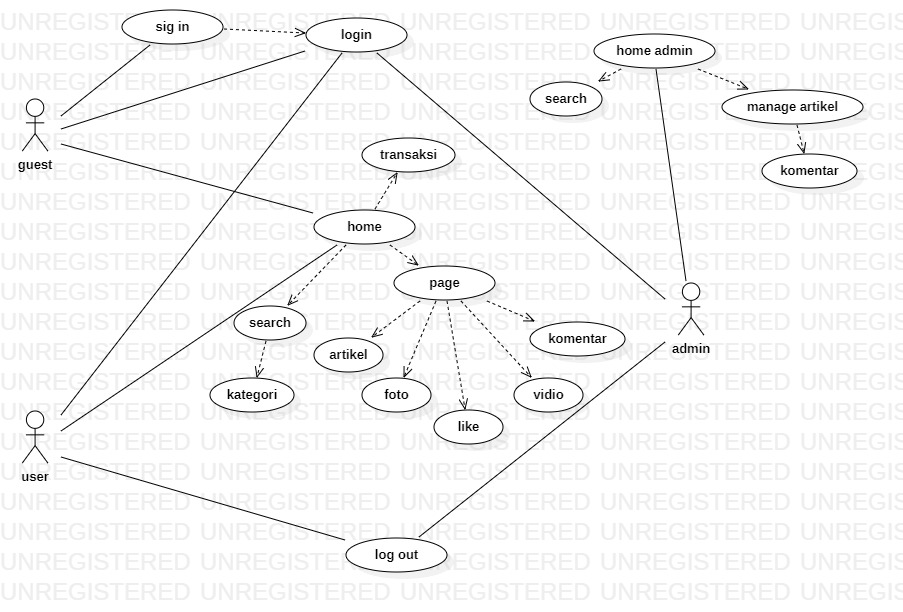 sig in
login
home admin
search
manage artikel
guest
transaksi
komentar
home
page
search
komentar
admin
artikel
kategori
foto
vidio
like
user
log out
UNREGISTERED